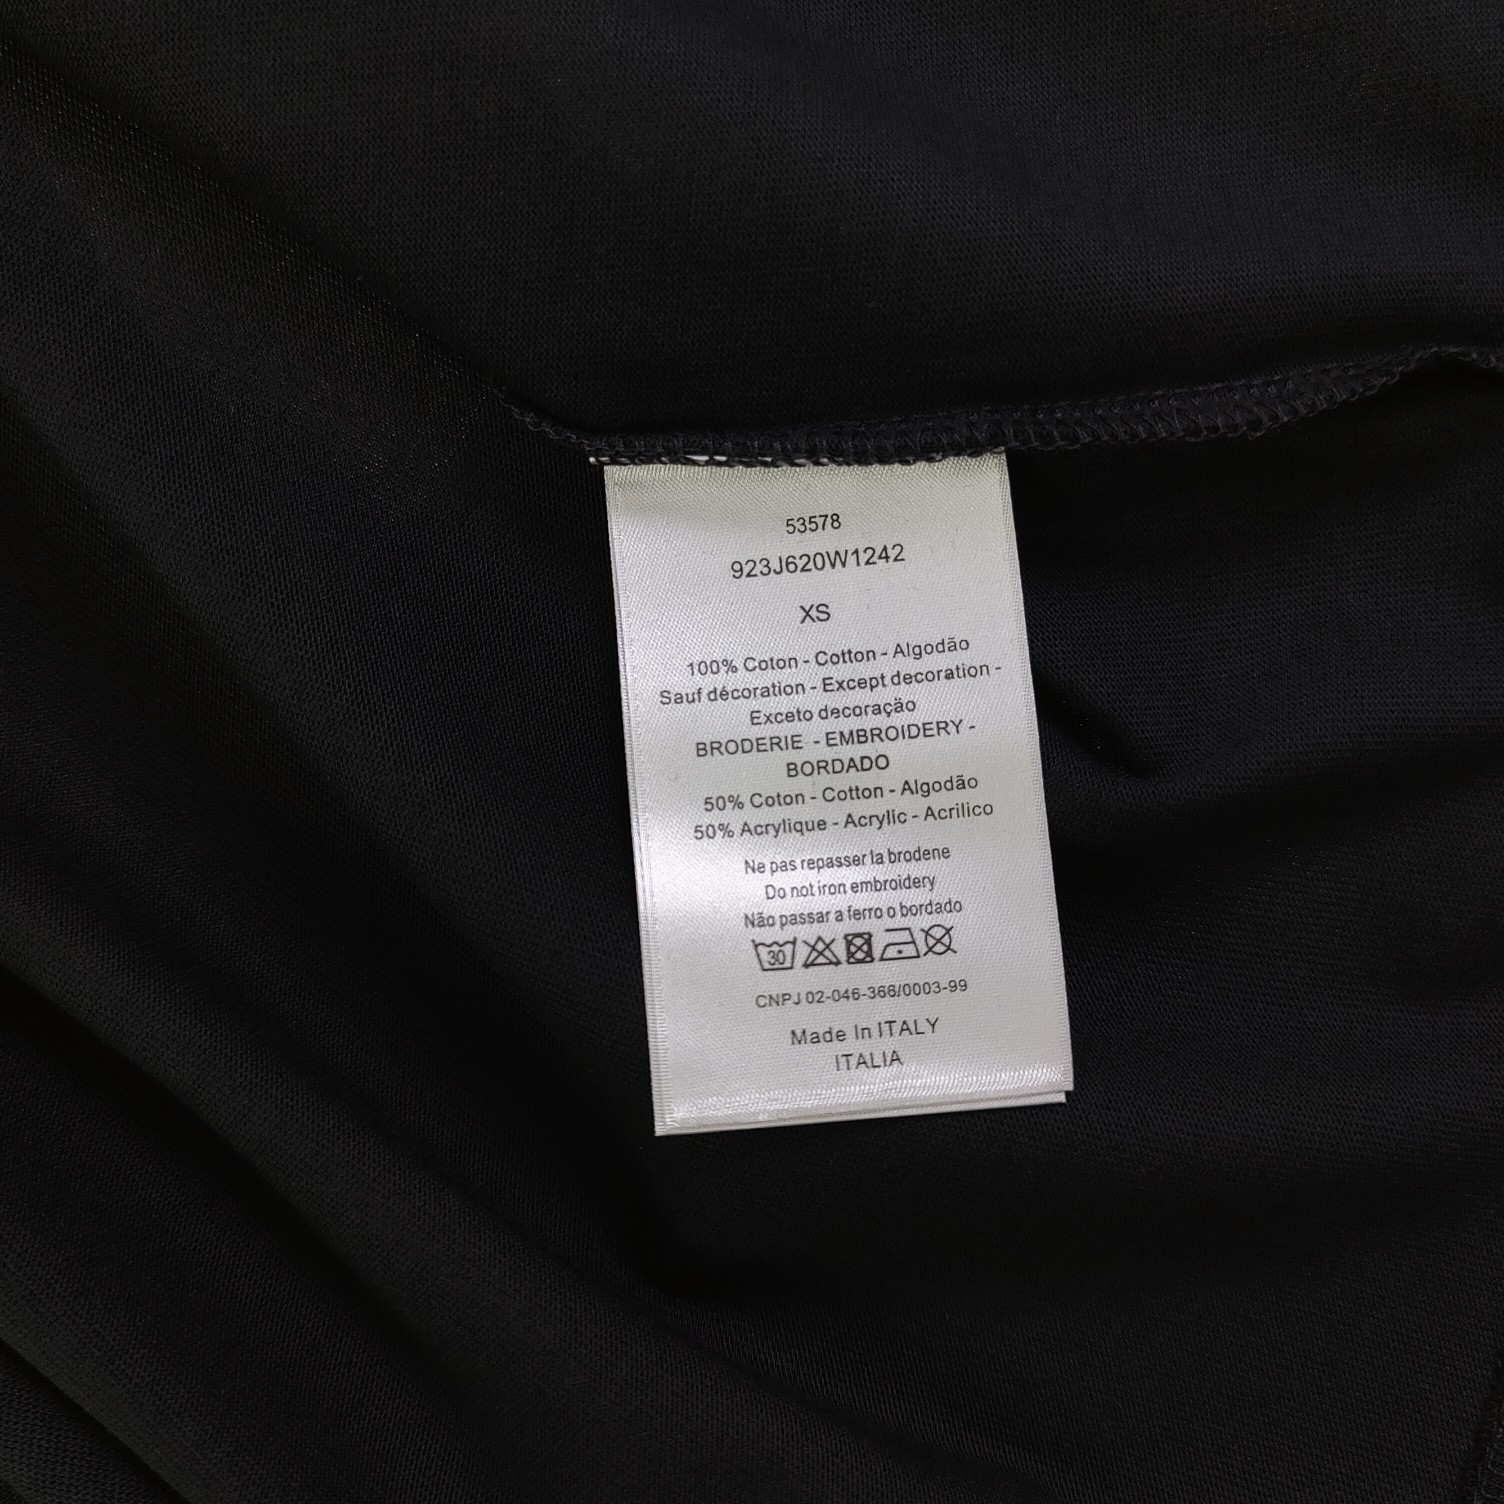 53578
923J620W1242
XS
100% Coton - Cotton - Algodão
Sauf décoration - Except decoration -
Exceto decoração
BRODERIE - EMBROIDERY -
BORDADO
50% Coton - Cotton - Algodão
50% Acrylique - Acrylic - Acrilico
Ne pas repasser la brodene
Do not iron embroidery
Não passar a ferro o bordado
30
CNPJ 02-046-366/0003-99
Made In ITALY
ITALIA